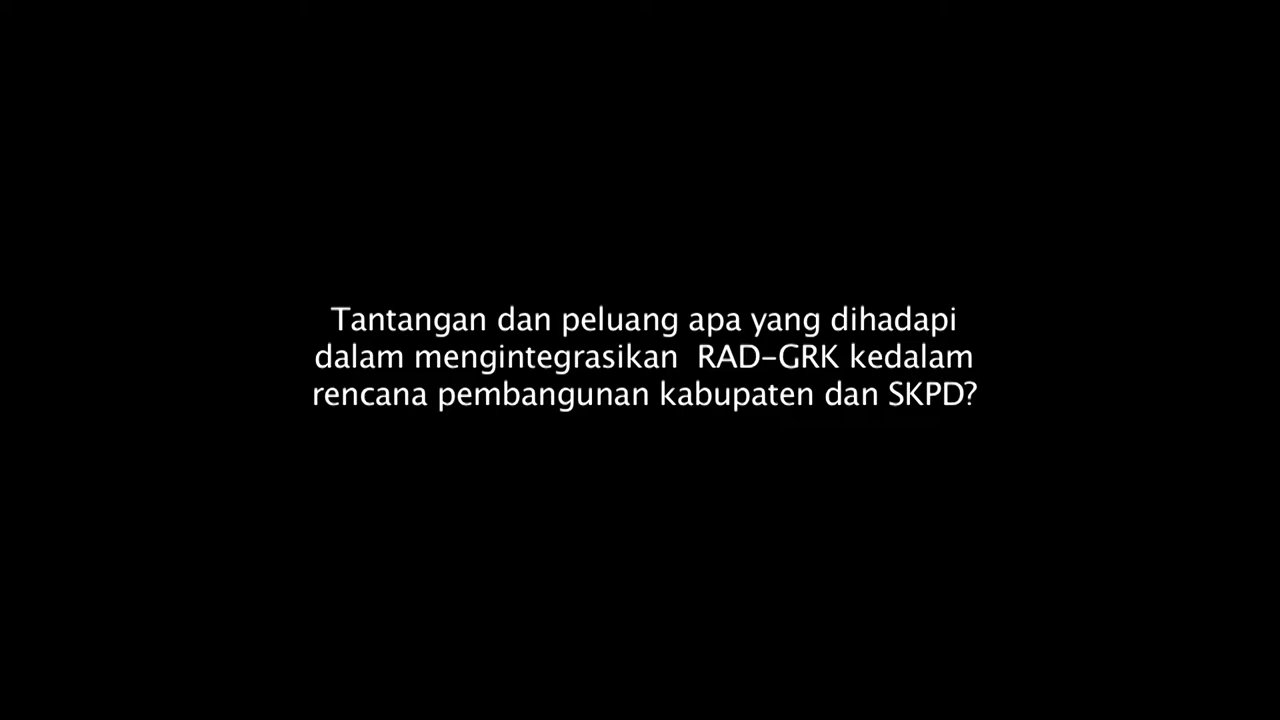 Tantangan dan peluang apa yang dihadapi
dalam mengintegrasikan RAD-GRK kedalam
rencana pembangunan kabupaten dan SKPD?